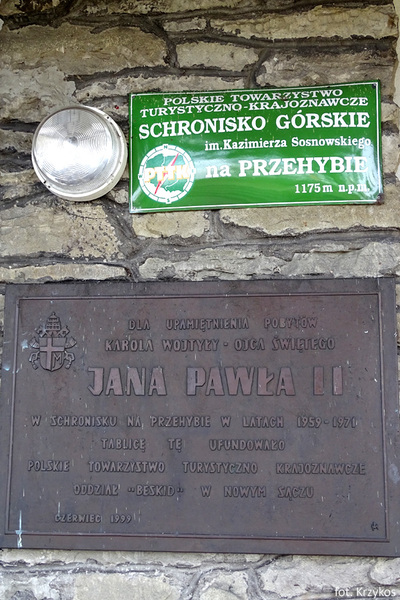 POLSKIE TOWARZYSTWO
TURYSTYCZNO-KRAJOZNAWCZE
SCHRONISKO GÓRSKIE
im. Kazimierza Sosnowskiego
na PRZEHYBIE
1175 m n.p.m
PTTK
DLA UPAMIĘTNIENIA POBYTÓW
KAROLA WOJTYŁY - OJCA ŚWIĘTEGO
JANA PAWŁA II
W SCHRONISKU NA PRZEHYBIE W LATACH 1959-1971
TABLICĘ TĘ UFUNDOWAŁO
POLSKIE TOWARZYSTWO TURYSTYCZNO KRAJOZNAWCZE
ODDZIAŁ "BESKID" W NOWYM SĄCZU
CZERWIEC 1999
fot. Krzykos